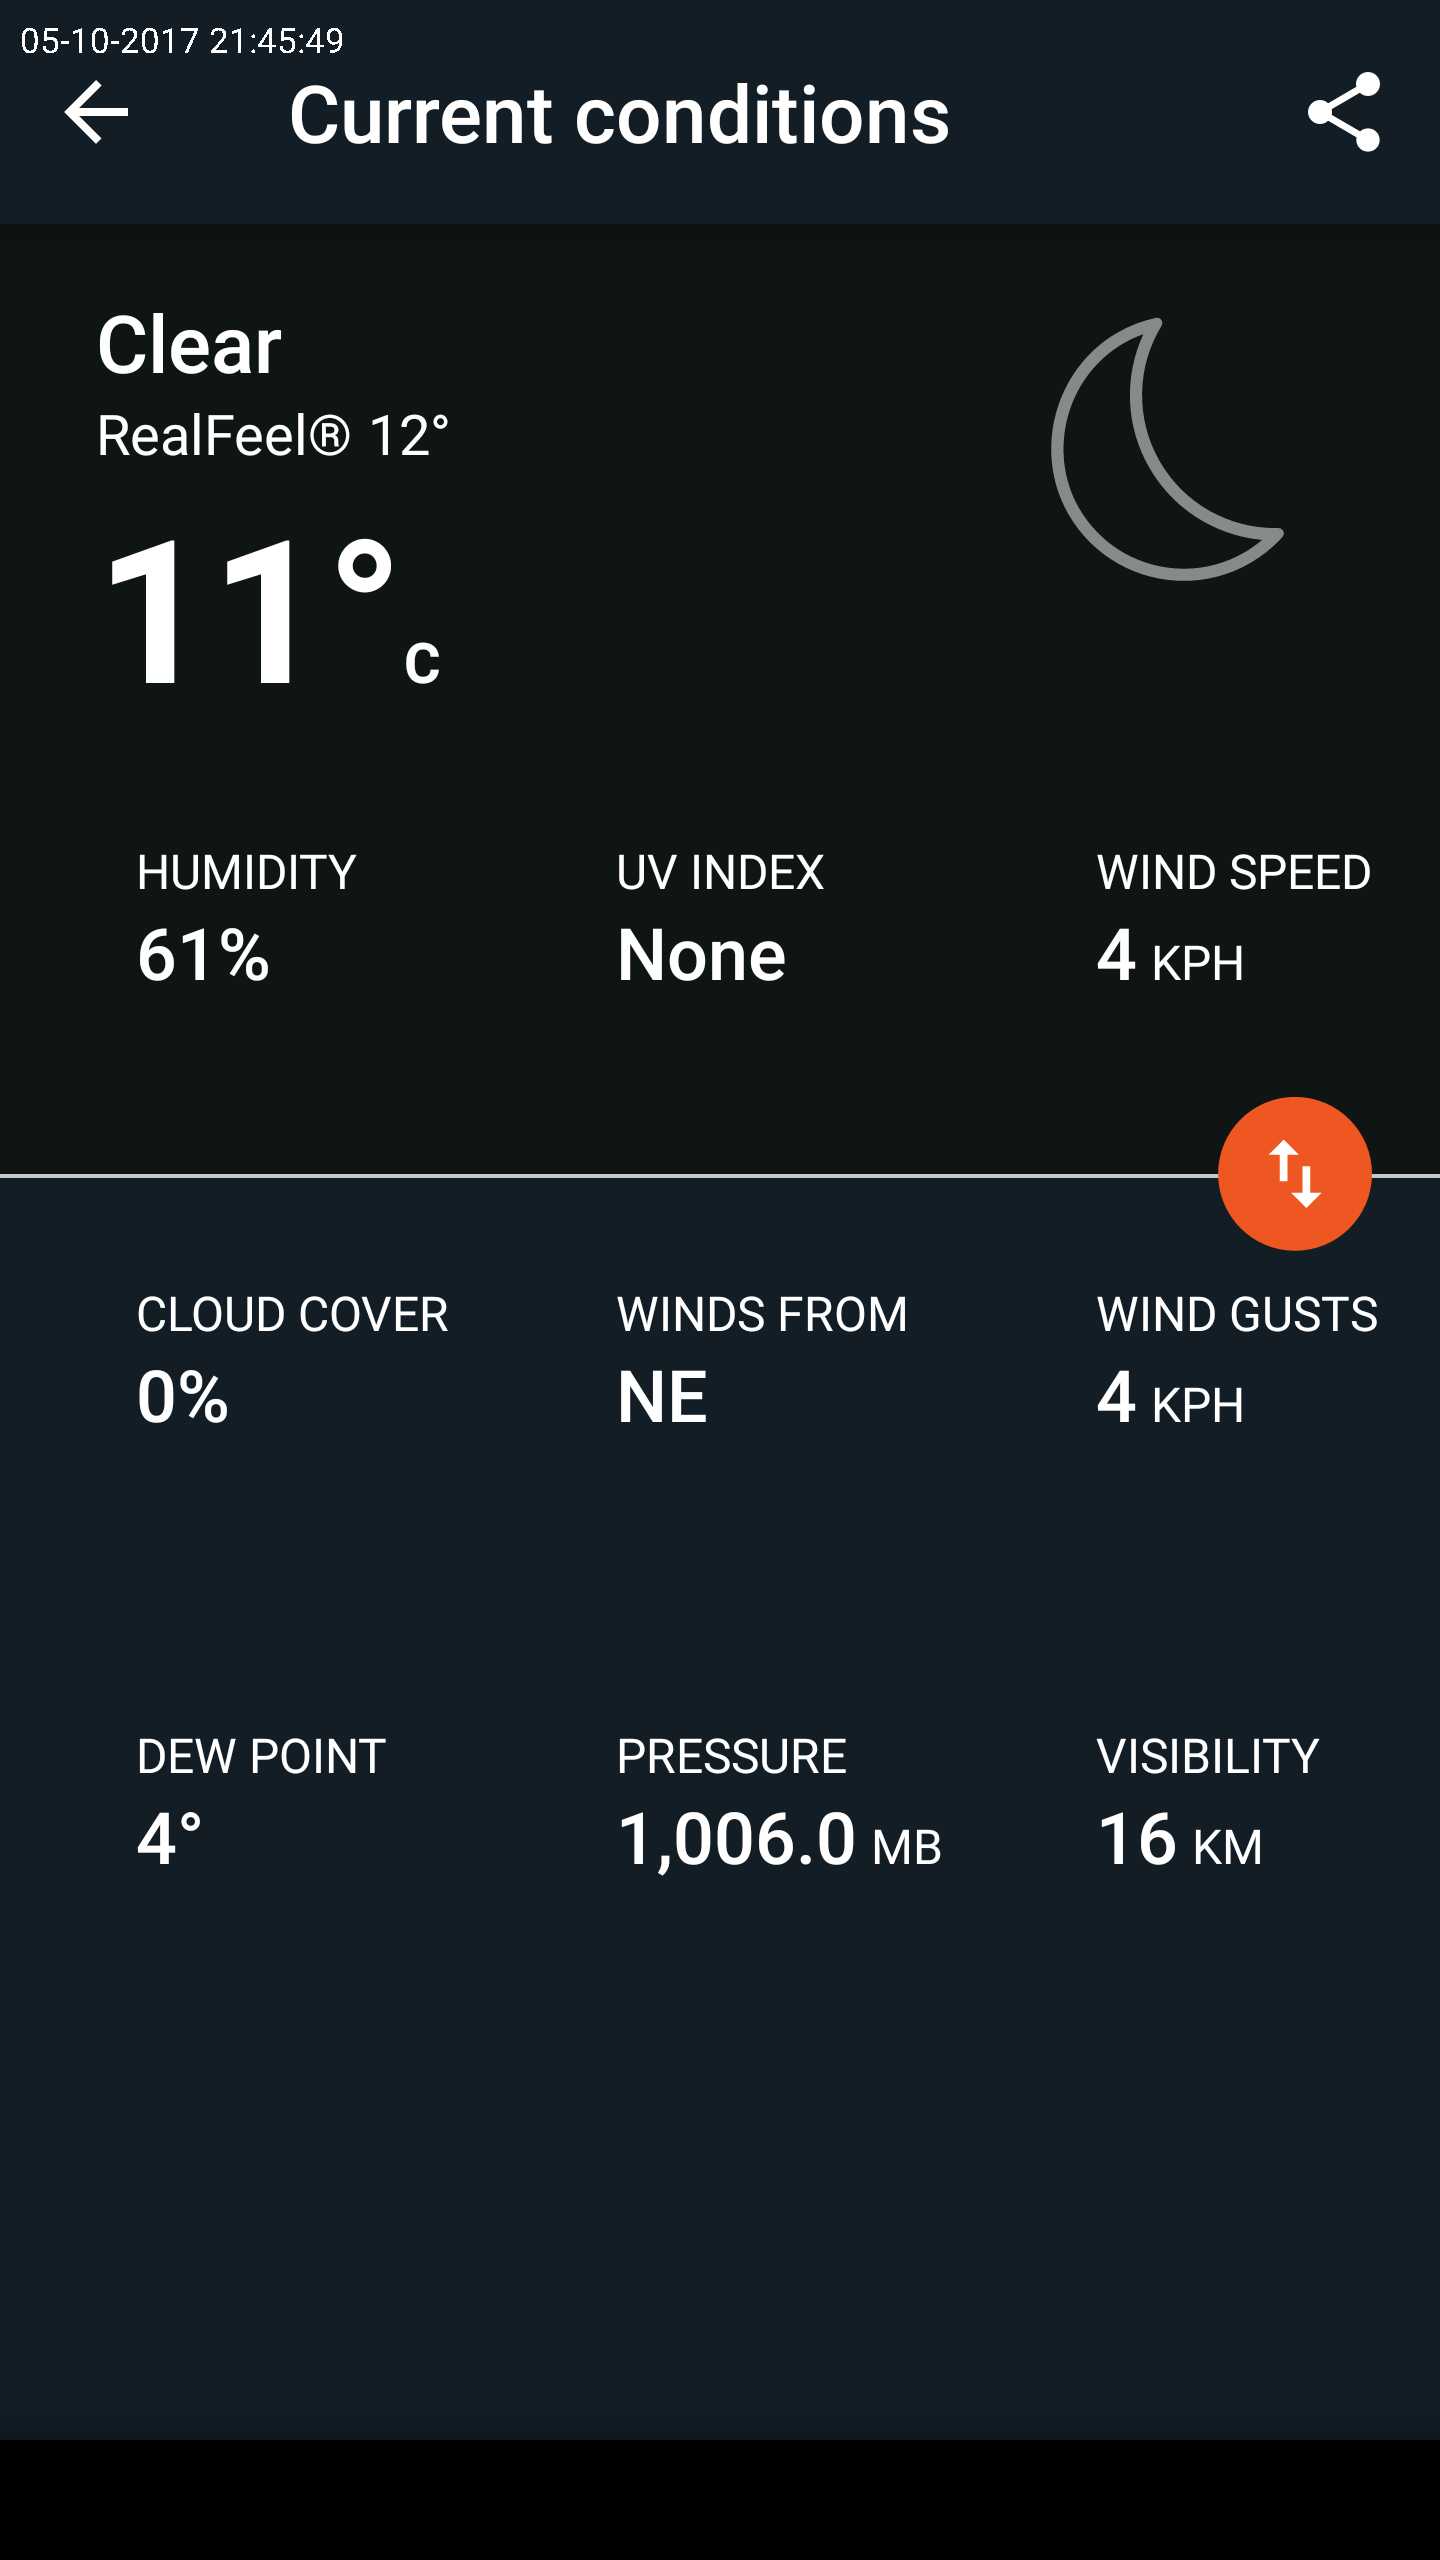 05-10-2017 21:45:49
Current conditions
Clear
RealFeel® 12°
11°c
HUMIDITY UV INDEX WIND SPEED
61% None 4 KPH
CLOUD COVER WINDS FROM WIND GUSTS
0% NE 4 KPH
DEW POINT PRESSURE VISIBILITY
4° 1,006.0 MB 16 KM